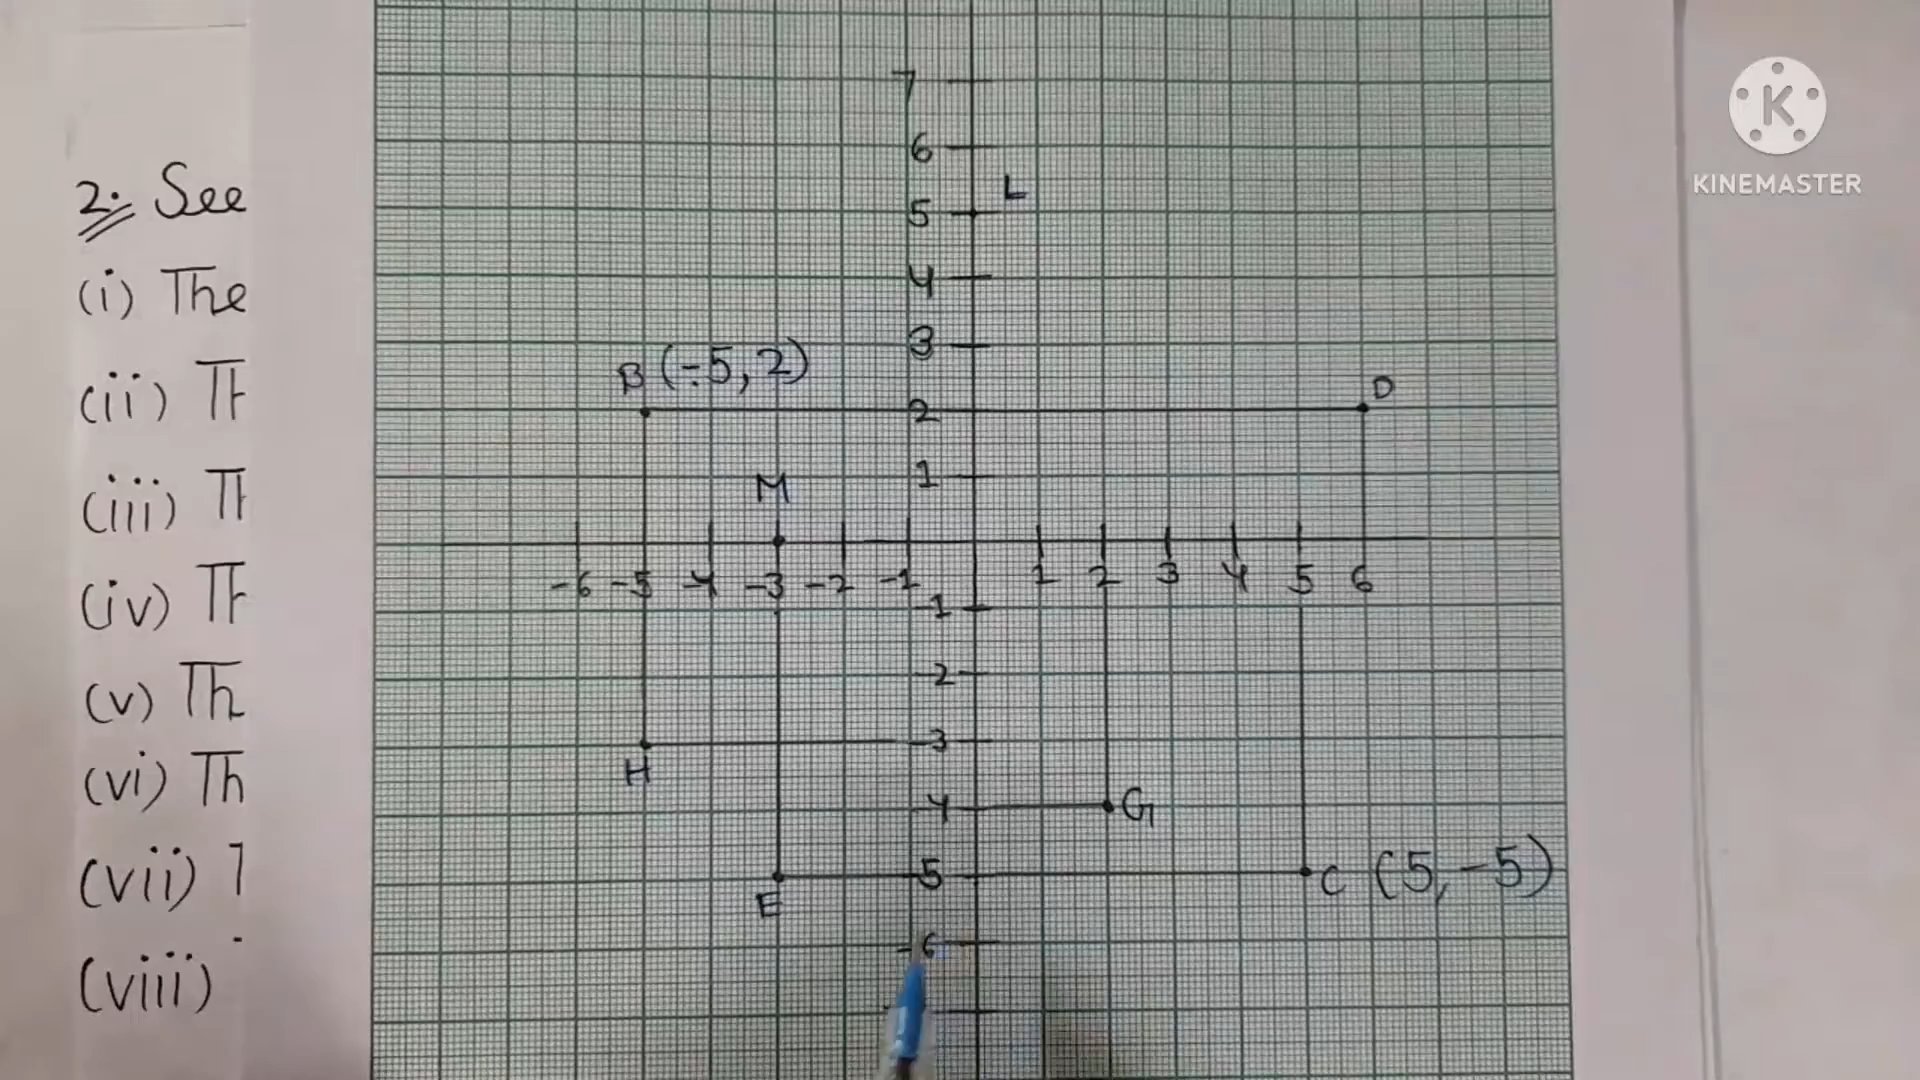 2. See
(i) The
(ii) Th
(iii) Th
(iv) Th
(v) Th
(vi) Th
(vii) T
(viii)
7
6
5 L
4
3
B (-5, 2)
2 D
1
M
-6 -5 -4 -3 -2 -1 1 2 3 4 5 6
-1
-2
-3
H
-4 G
-5 C (5, -5)
E
-6
K
KINEMASTER